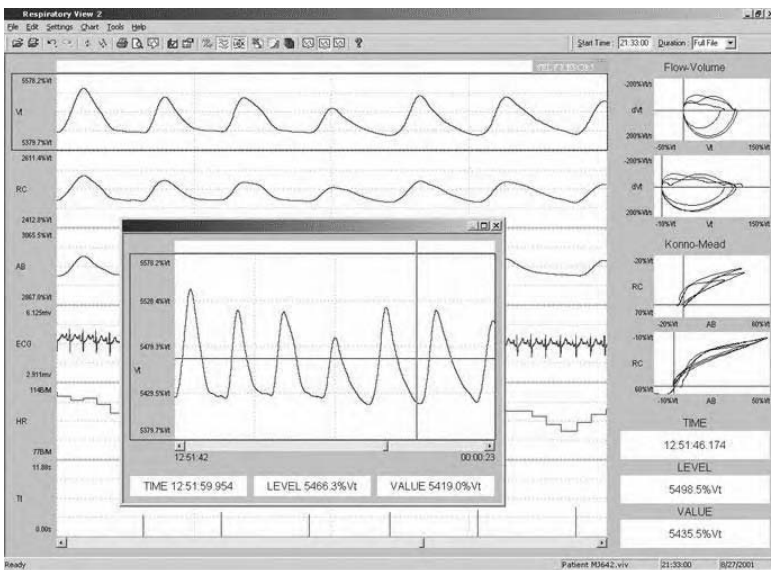 Respiratory View 2
File Edit Settings Chart Tools Help
Start Time: 21:33:00 Duration: Full File
5578.2%Vt
Vt
5379.7%Vt
2611.4%Vt
RC
2412.8%Vt
3065.5%Vt
AB
2867.0%Vt
6.125mv
ECG
2.911mv
114B/M
HR
77B/M
11.88s
Tt
0.00s
5578.2%Vt
5528.4%Vt
5479.3%Vt
Vt
5429.5%Vt
5379.7%Vt
12:51:42 00:00:23
TIME 12:51:59.954 LEVEL 5466.3%Vt VALUE 5419.0%Vt
Flow-Volume
-200%Vt/s
dVt
200%Vt/s
-50%Vt Vt 150%Vt
-200%Vt/s
dVt
200%Vt/s
-50%Vt Vt 150%Vt
Konno-Mead
-20%Vt
RC
70%Vt
-20%Vt AB 60%Vt
-10%Vt
RC
60%Vt
-10%Vt AB 50%Vt
TIME
12:51:46.174
LEVEL
5498.5%Vt
VALUE
5435.5%Vt
Ready Patient MJ642.viv 21:33:00 8/27/2001